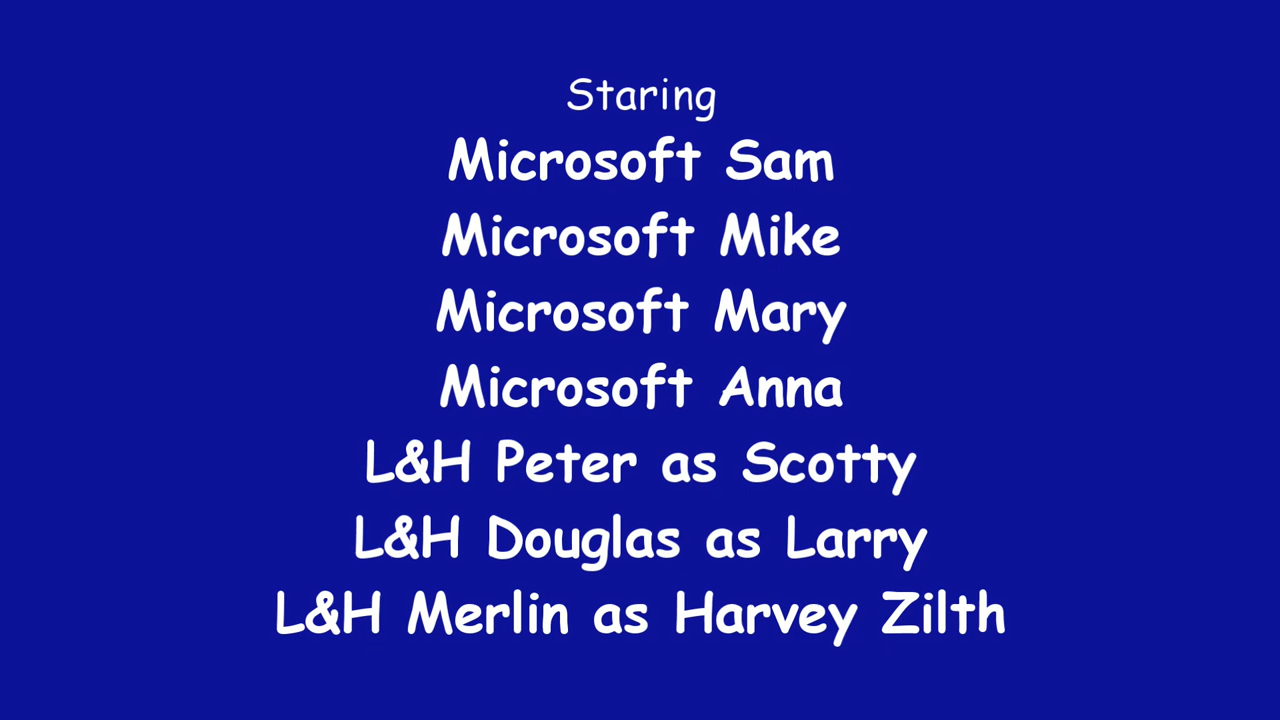 Staring
Microsoft Sam
Microsoft Mike
Microsoft Mary
Microsoft Anna
L&H Peter as Scotty
L&H Douglas as Larry
L&H Merlin as Harvey Zilth